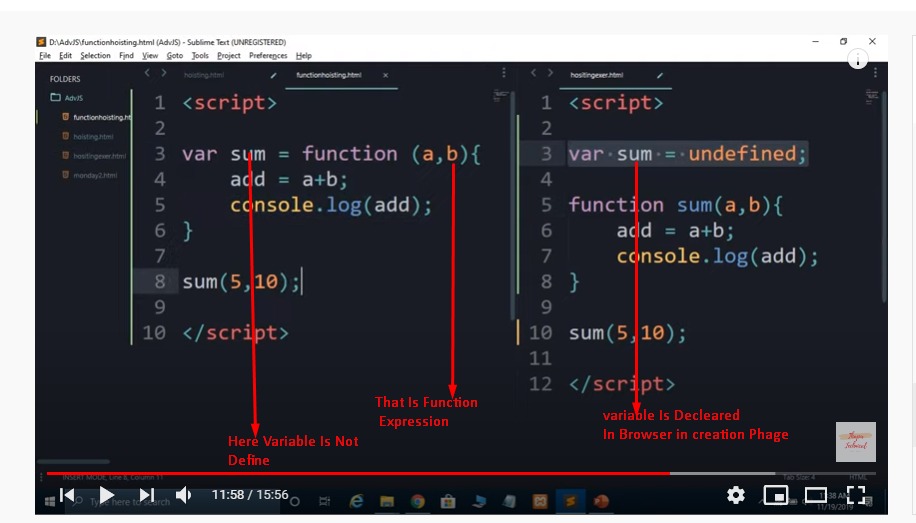 D:\AdvJS\functionhoisting.html (AdvJS) - Sublime Text (UNREGISTERED)
File Edit Selection Find View Goto Tools Project Preferences Help
FOLDERS
AdvJS
functionhoisting.ht
hoisting.html
hositingexer.html
monday2.html
hoisting.html functionhoisting.html
1 <script>
2
3 var sum = function (a,b){
4 add = a+b;
5 console.log(add);
6 }
7
8 sum(5,10);
9
10 </script>
hositingexer.html
1 <script>
2
3 var sum = undefined;
4
5 function sum(a,b){
6 add = a+b;
7 console.log(add);
8 }
9
10 sum(5,10);
11
12 </script>
That Is Function
Expression
Here Variable Is Not
Define
variable Is Decleared
In Browser in creation Phage
INSERT MODE, Line 8, Column 11
Tab Size: 4 HTML
11:58 / 15:56
Type here to search
11/19/2019